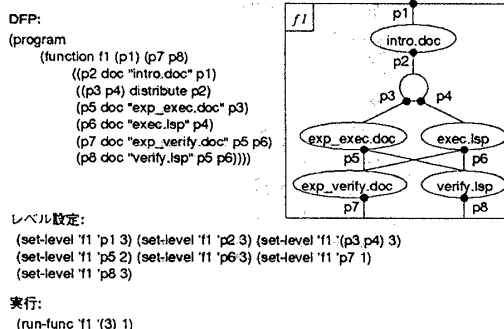 DFP:
(program
(function f1 (p1) (p7 p8)
((p2 doc "intro.doc" p1)
((p3 p4) distribute p2)
(p5 doc "exp_exec.doc" p3)
(p6 doc "exec.lsp" p4)
(p7 doc "exp_verify.doc" p5 p6)
(p8 doc "verify.lsp" p5 p6))))
f1
p1
intro.doc
p2
p3 p4
exp_exec.doc exec.lsp
p5 p6
exp_verify.doc verify.lsp
p7 p8
レベル設定:
(set-level 'f1 'p1 3) (set-level 'f1 'p2 3) (set-level 'f1 '(p3 p4) 3)
(set-level 'f1 'p5 2) (set-level 'f1 'p6 3) (set-level 'f1 'p7 1)
(set-level 'f1 'p8 3)
実行:
(run-func 'f1 '(3) 1)